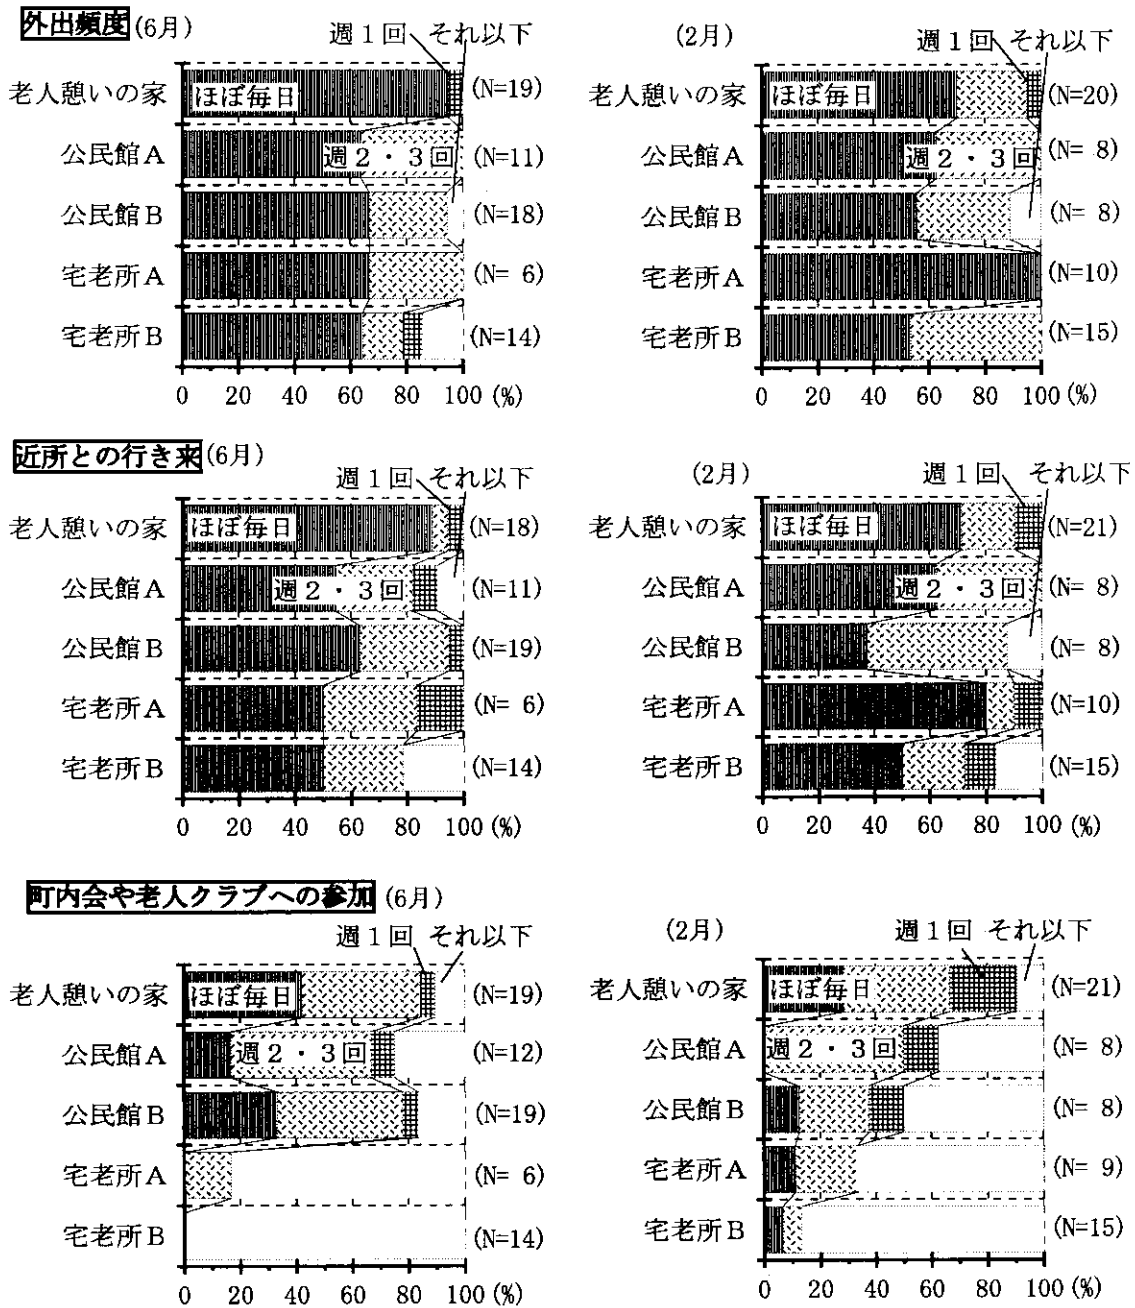 外出頻度(6月)
週1回 それ以下
老人憩いの家 ほぼ毎日 (N=19)
公民館A 週2・3回 (N=11)
公民館B (N=18)
宅老所A (N= 6)
宅老所B (N=14)
0 20 40 60 80 100 (%)
(2月)
週1回 それ以下
老人憩いの家 ほぼ毎日 (N=20)
公民館A 週2・3回 (N= 8)
公民館B (N= 8)
宅老所A (N=10)
宅老所B (N=15)
0 20 40 60 80 100 (%)
近所との行き来(6月)
週1回 それ以下
老人憩いの家 ほぼ毎日 (N=18)
公民館A 週2・3回 (N=11)
公民館B (N=19)
宅老所A (N= 6)
宅老所B (N=14)
0 20 40 60 80 100 (%)
(2月)
週1回 それ以下
老人憩いの家 ほぼ毎日 (N=21)
公民館A 週2・3回 (N= 8)
公民館B (N= 8)
宅老所A (N=10)
宅老所B (N=15)
0 20 40 60 80 100 (%)
町内会や老人クラブへの参加(6月)
週1回 それ以下
老人憩いの家 ほぼ毎日 (N=19)
公民館A 週2・3回 (N=12)
公民館B (N=19)
宅老所A (N= 6)
宅老所B (N=14)
0 20 40 60 80 100 (%)
(2月)
週1回 それ以下
老人憩いの家 ほぼ毎日 (N=21)
公民館A 週2・3回 (N= 8)
公民館B (N= 8)
宅老所A (N= 9)
宅老所B (N=15)
0 20 40 60 80 100 (%)